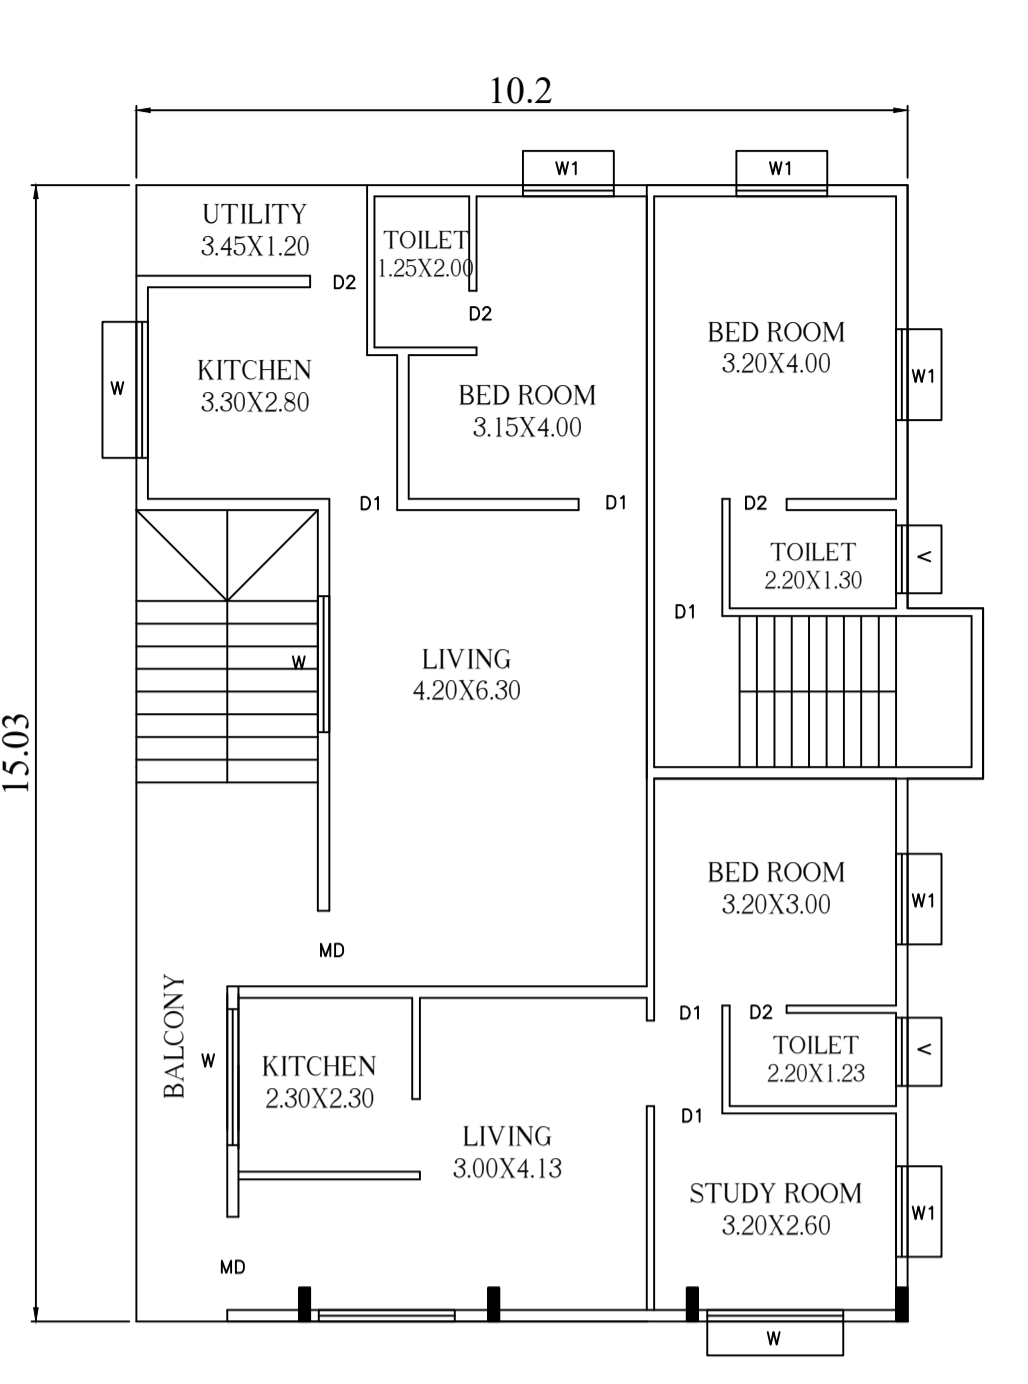 10.2
W1
W1
UTILITY
3.45X1.20
TOILET
1.25X2.00
D2
D2
BED ROOM
3.20X4.00
W1
KITCHEN
3.30X2.80
W
BED ROOM
3.15X4.00
D1
D1
D2
TOILET
2.20X1.30
V
D1
W
LIVING
4.20X6.30
15.03
BED ROOM
3.20X3.00
W1
MD
BALCONY
W
D1
D2
TOILET
2.20X1.23
V
KITCHEN
2.30X2.30
D1
LIVING
3.00X4.13
STUDY ROOM
3.20X2.60
W1
MD
W